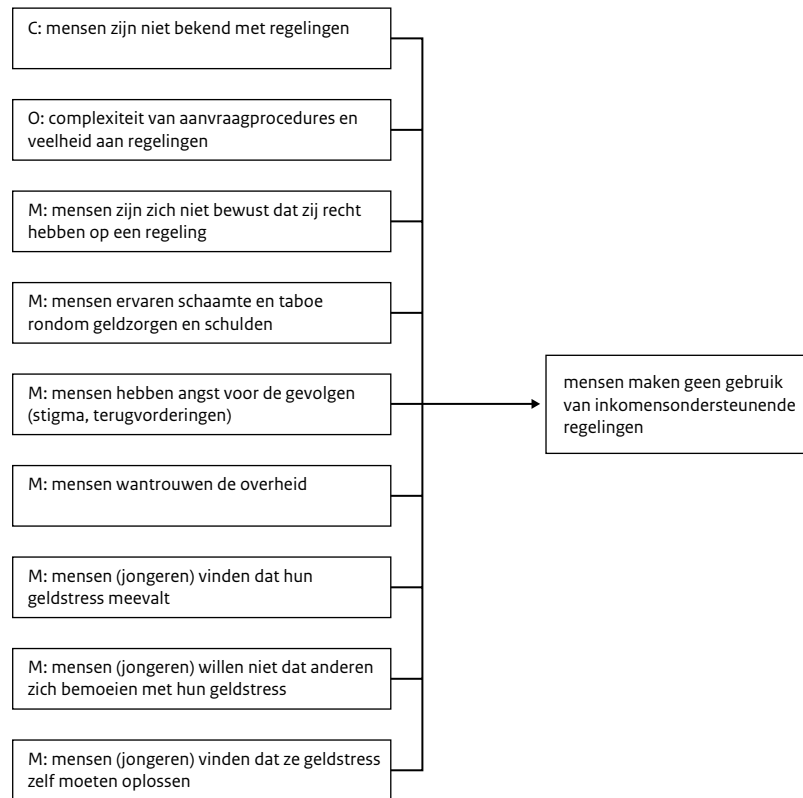 C: mensen zijn niet bekend met regelingen
O: complexiteit van aanvraagprocedures en
veelheid aan regelingen
M: mensen zijn zich niet bewust dat zij recht
hebben op een regeling
M: mensen ervaren schaamte en taboe
rondom geldzorgen en schulden
M: mensen hebben angst voor de gevolgen
(stigma, terugvorderingen)
mensen maken geen gebruik
van inkomensondersteunende
regelingen
M: mensen wantrouwen de overheid
M: mensen (jongeren) vinden dat hun
geldstress meevalt
M: mensen (jongeren) willen niet dat anderen
zich bemoeien met hun geldstress
M: mensen (jongeren) vinden dat ze geldstress
zelf moeten oplossen